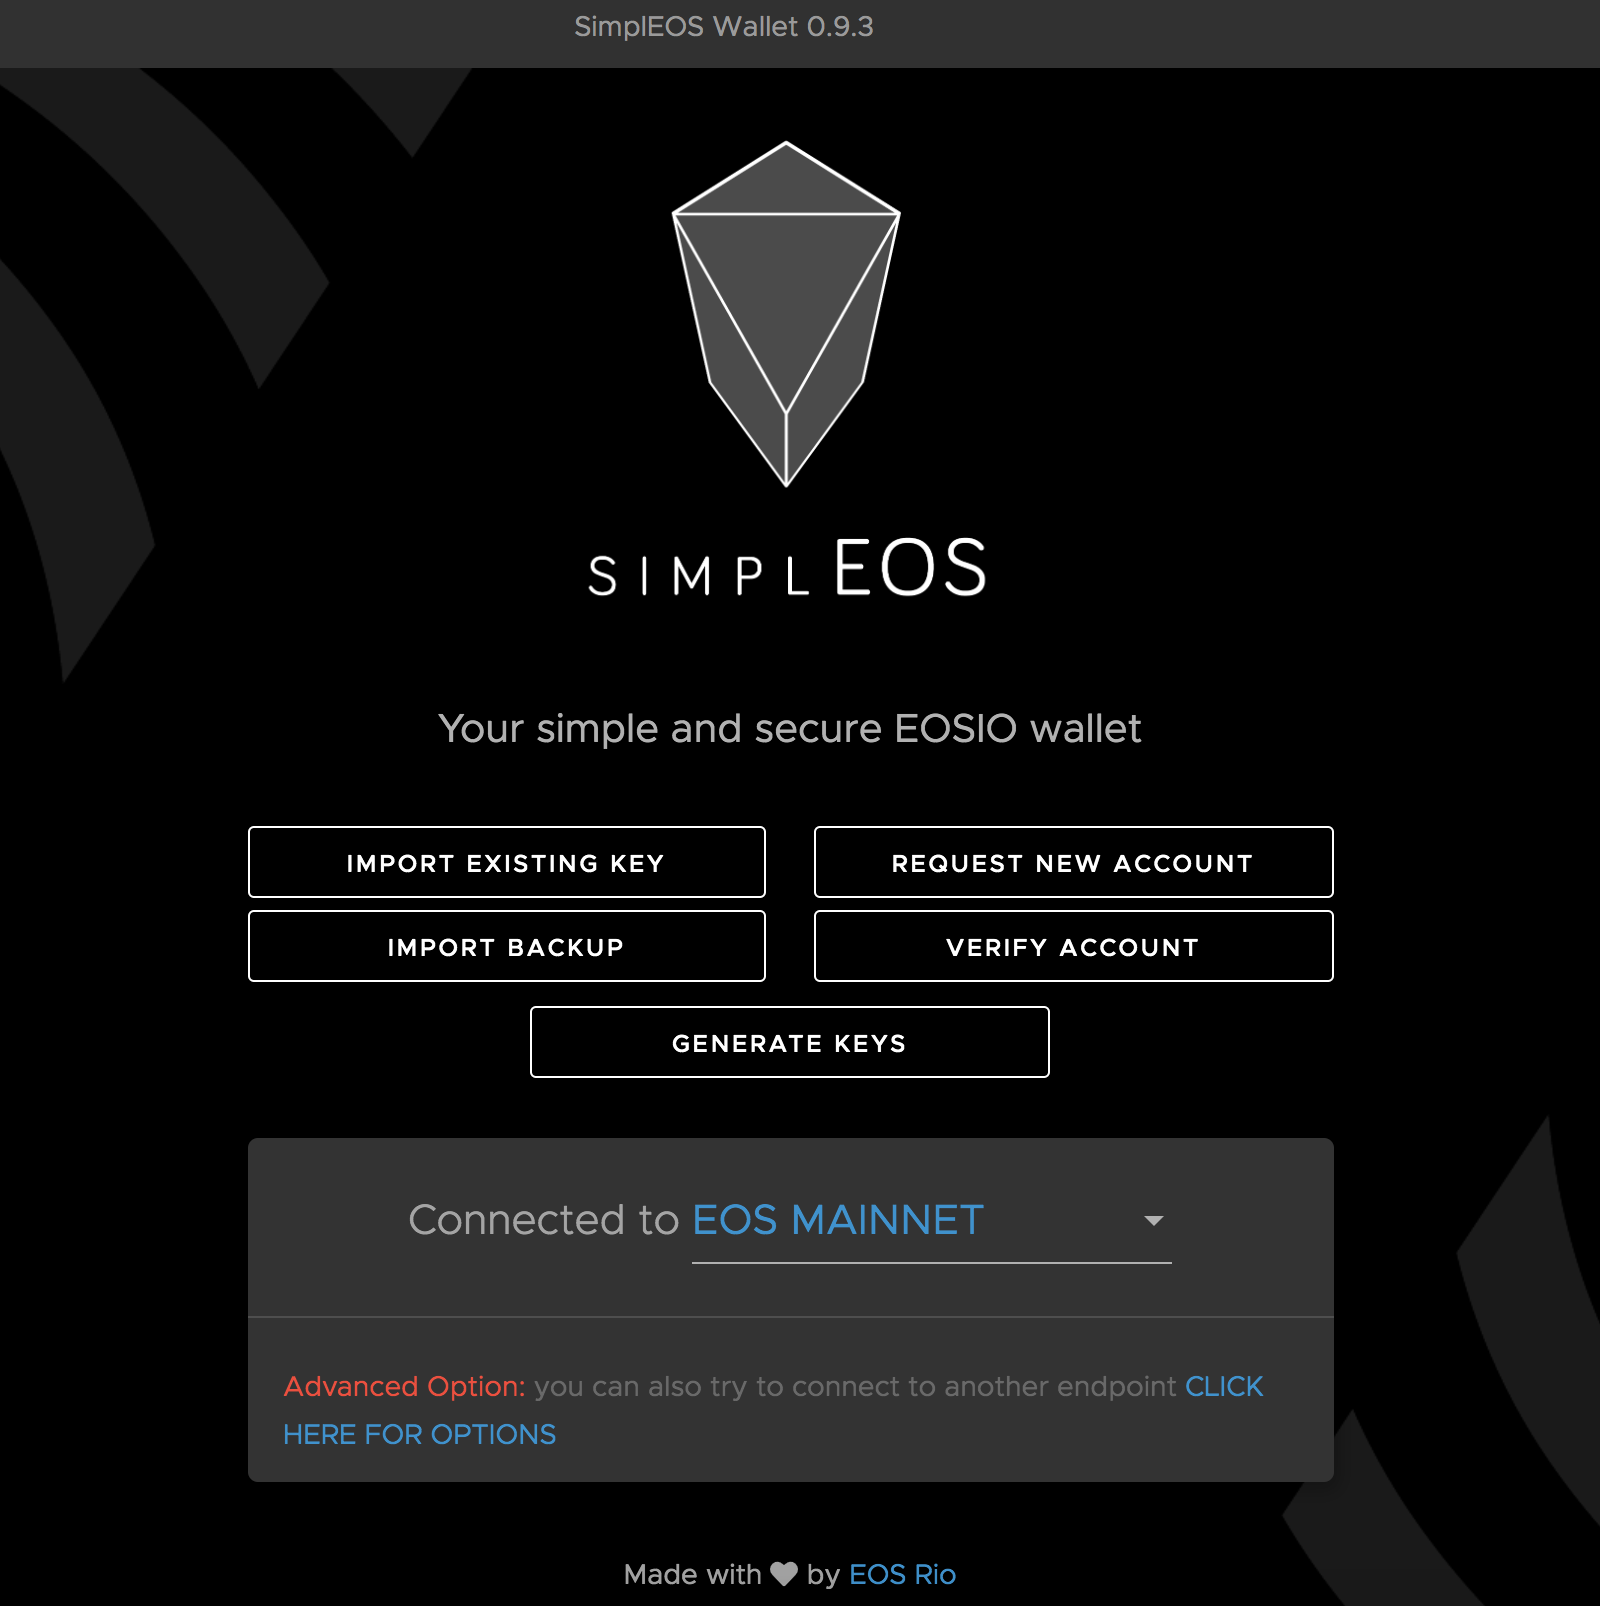 SimplEOS Wallet 0.9.3
SIMPLEOS
Your simple and secure EOSIO wallet
IMPORT EXISTING KEY
REQUEST NEW ACCOUNT
IMPORT BACKUP
VERIFY ACCOUNT
GENERATE KEYS
Connected to EOS MAINNET
Advanced Option: you can also try to connect to another endpoint CLICK
HERE FOR OPTIONS
Made with ♥ by EOS Rio